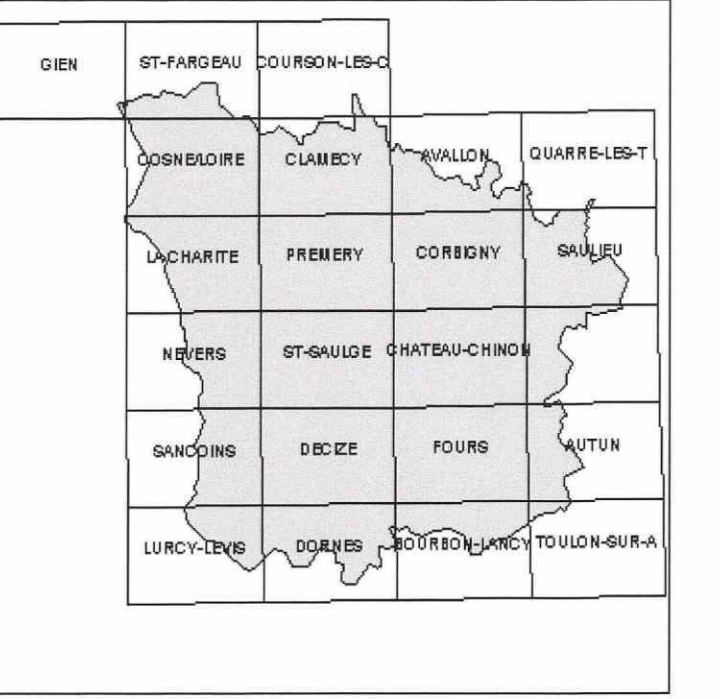 GIEN ST-FARGEAU COURSON-LES-C
COSNE/LOIRE CLAMECY AVALLON QUARRE-LES-T
LA CHARITE PREMERY CORBIGNY SAULIEU
NEVERS ST-SAULGE CHATEAU-CHINON
SANCOINS DECIZE FOURS AUTUN
LURCY-LEVIS DORNES BOURBON-LANCY TOULON-SUR-A